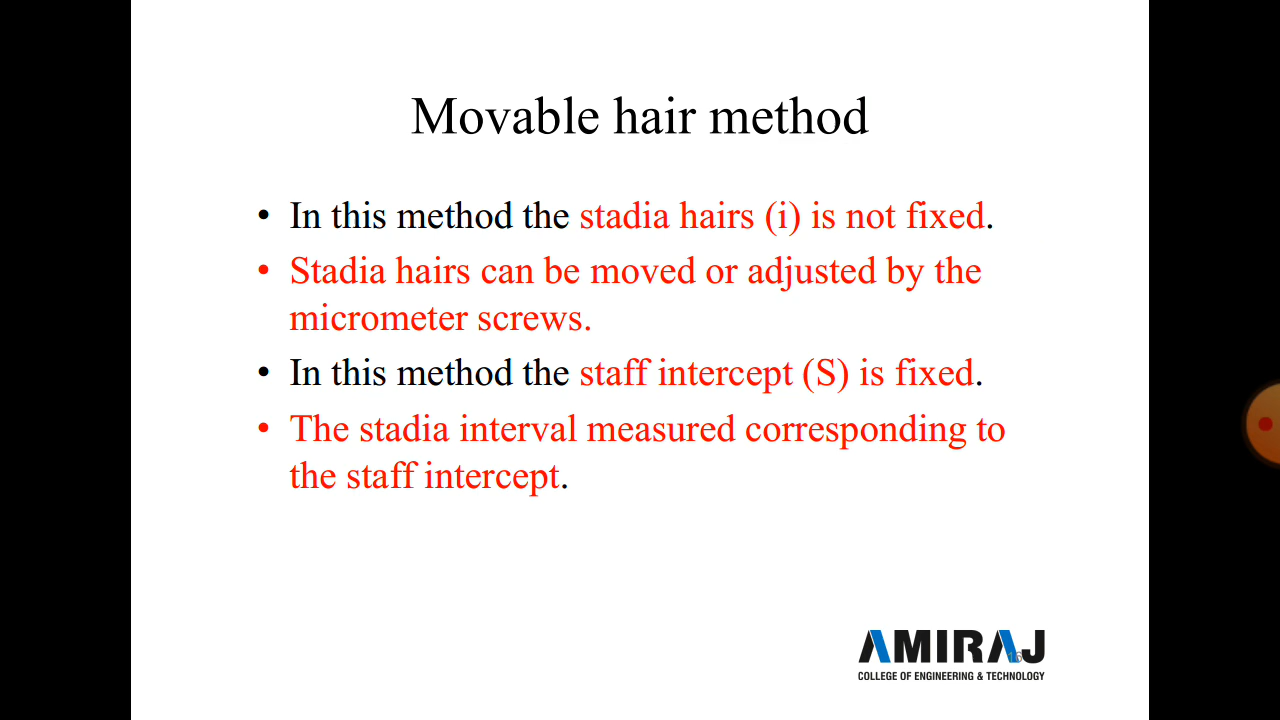 Movable hair method
• In this method the stadia hairs (i) is not fixed.
• Stadia hairs can be moved or adjusted by the
micrometer screws.
• In this method the staff intercept (S) is fixed.
• The stadia interval measured corresponding to
the staff intercept.
AMIRAJ
16
COLLEGE OF ENGINEERING & TECHNOLOGY